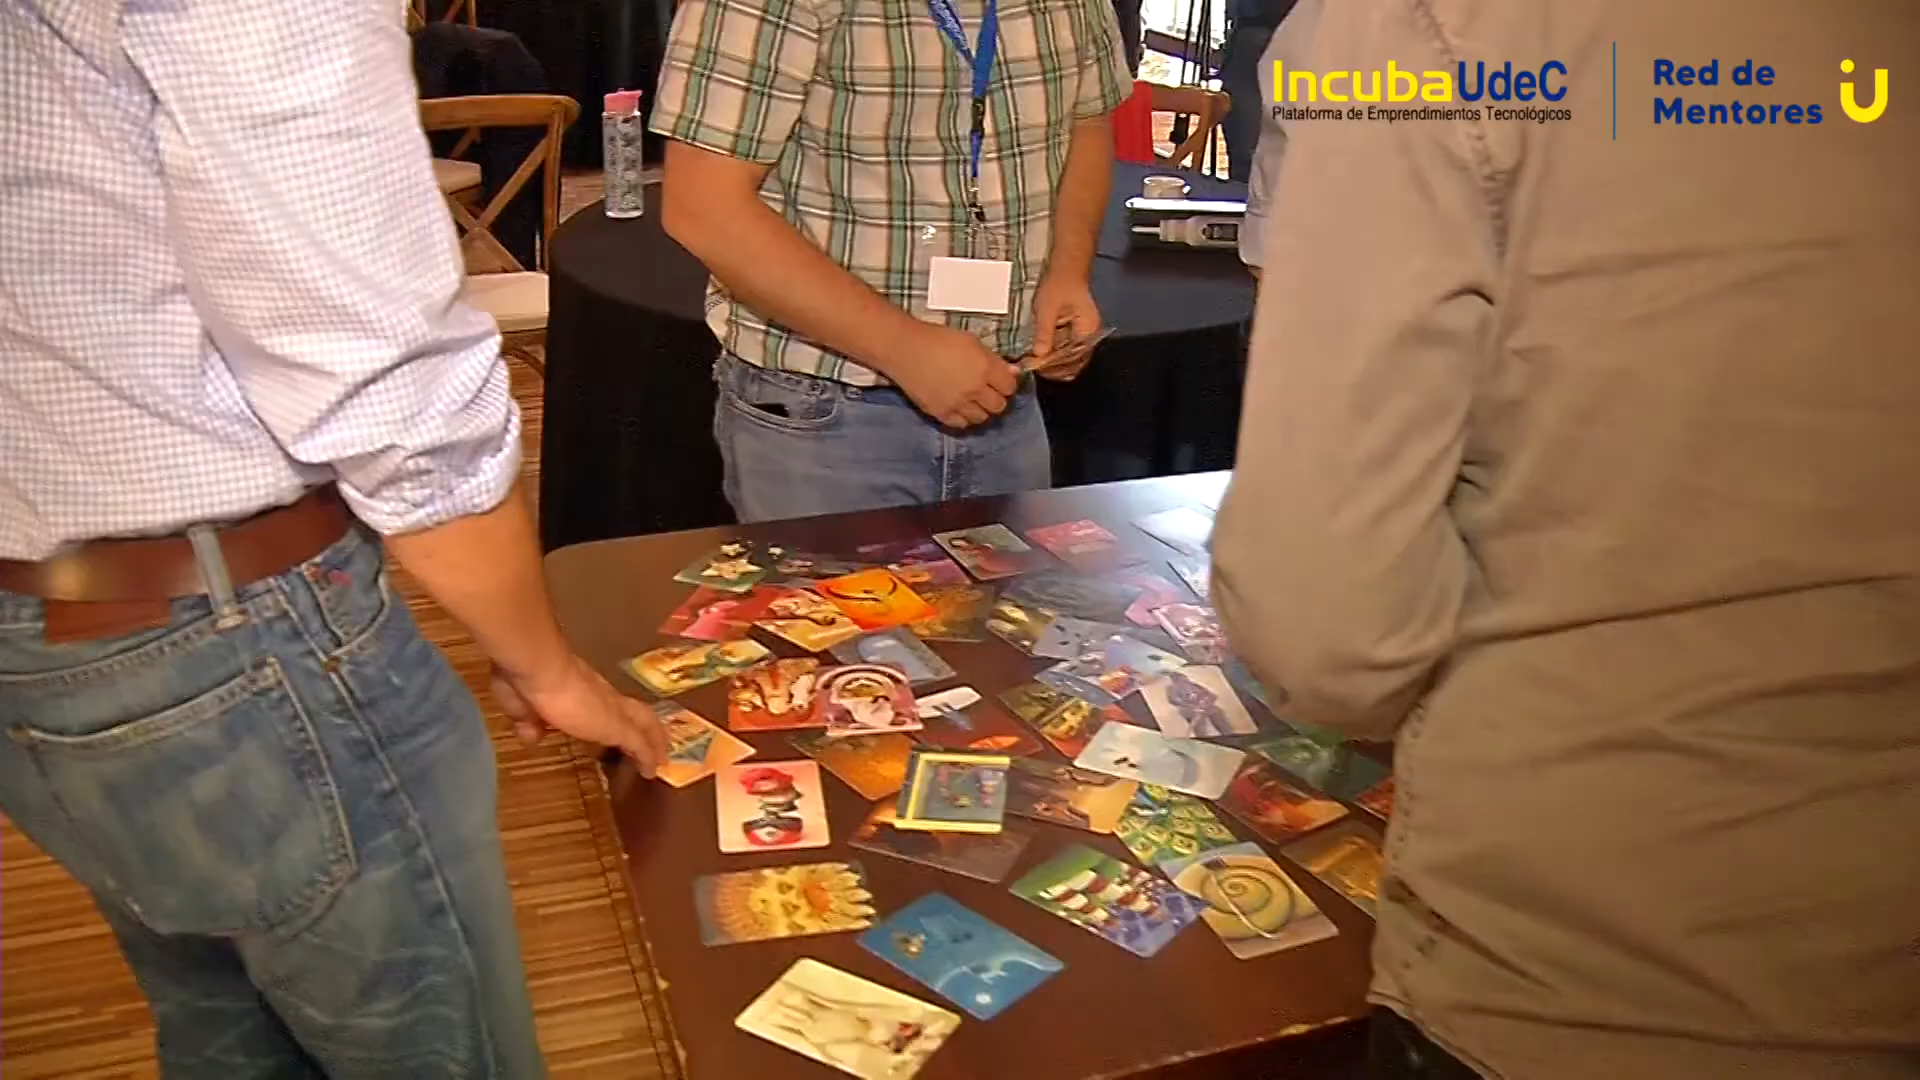 IncubaUdeC
Plataforma de Emprendimientos Tecnológicos
Red de
Mentores